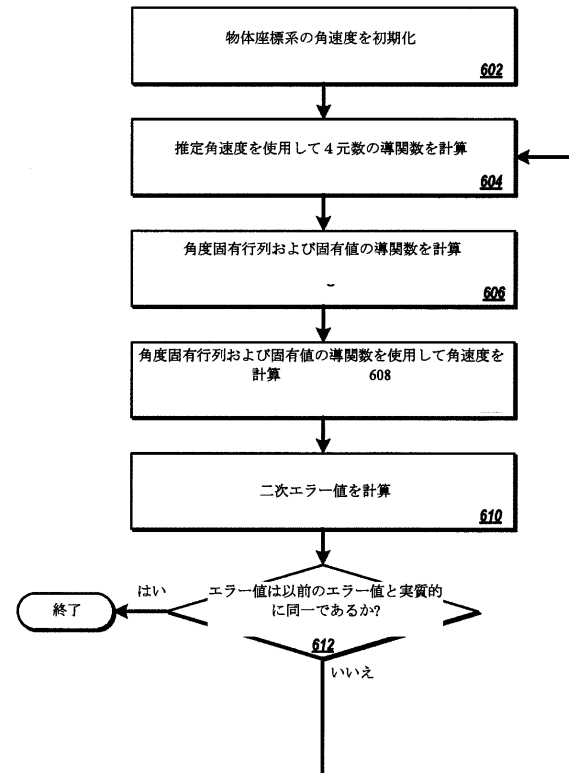 物体座標系の角速度を初期化
602
推定角速度を使用して4元数の導関数を計算
604
角度固有行列および固有値の導関数を計算
606
角度固有行列および固有値の導関数を使用して角速度を
計算 608
二次エラー値を計算
610
エラー値は以前のエラー値と実質的
に同一であるか?
612
はい
終了
いいえ